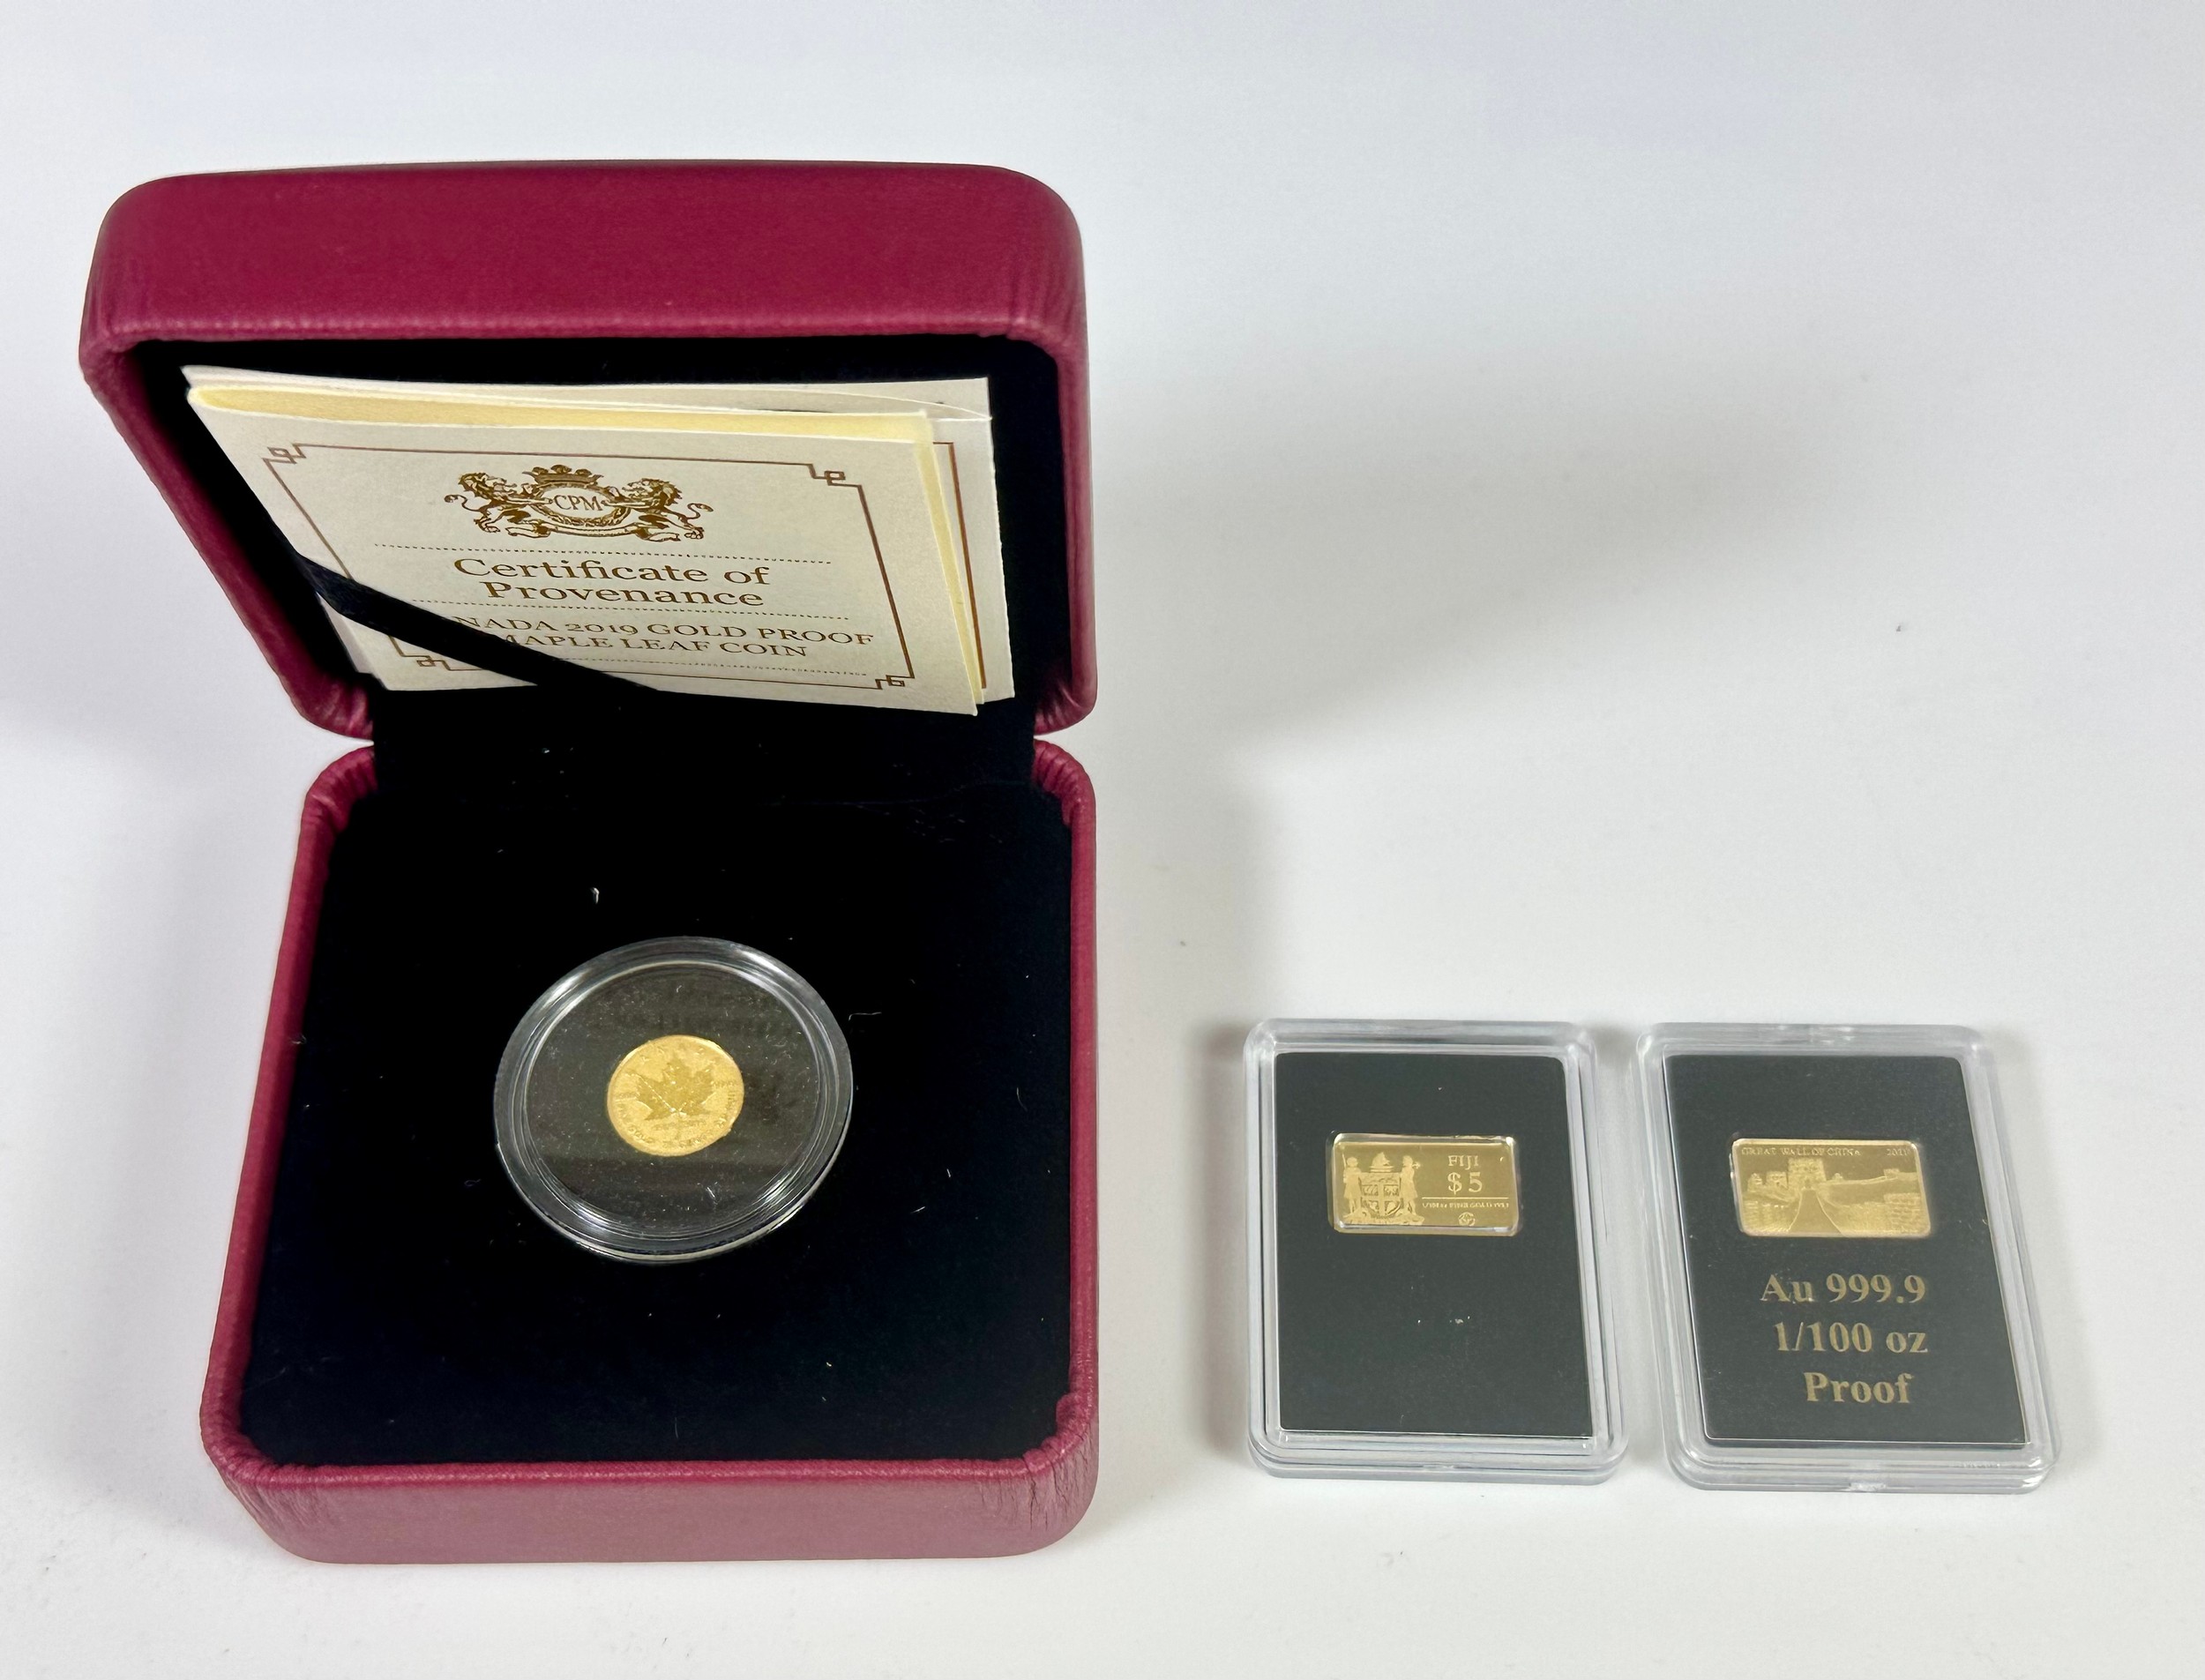 CPM
Certificate of
Provenance
NADA 2019 GOLD PROOF
MAPLE LEAF COIN
FIJI
$5
GREAT WALL OF CHINA
Au 999.9
1/100 oz
Proof